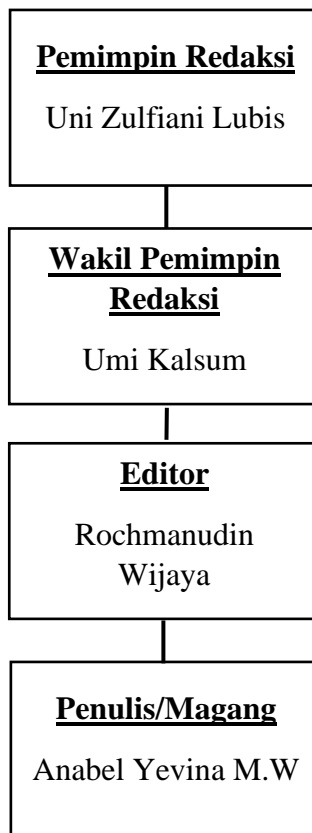 Pemimpin Redaksi
Uni Zulfiani Lubis
Wakil Pemimpin
Redaksi
Umi Kalsum
Editor
Rochmanudin
Wijaya
Penulis/Magang
Anabel Yevina M.W